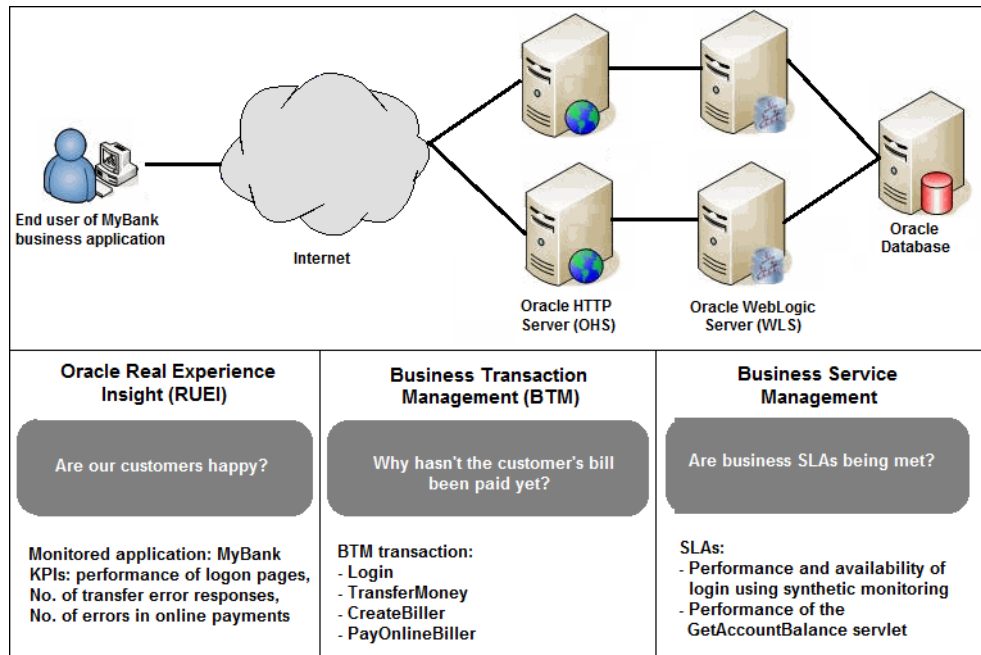 End user of MyBank
business application
Internet
Oracle HTTP
Server (OHS)
Oracle WebLogic
Server (WLS)
Oracle
Database
Oracle Real Experience
Insight (RUEI)
Are our customers happy?
Monitored application: MyBank
KPIs: performance of logon pages,
No. of transfer error responses,
No. of errors in online payments
Business Transaction
Management (BTM)
Why hasn't the customer's bill
been paid yet?
BTM transaction:
- Login
- TransferMoney
- CreateBiller
- PayOnlineBiller
Business Service
Management
Are business SLAs being met?
SLAs:
- Performance and availability of
login using synthetic monitoring
- Performance of the
GetAccountBalance servlet